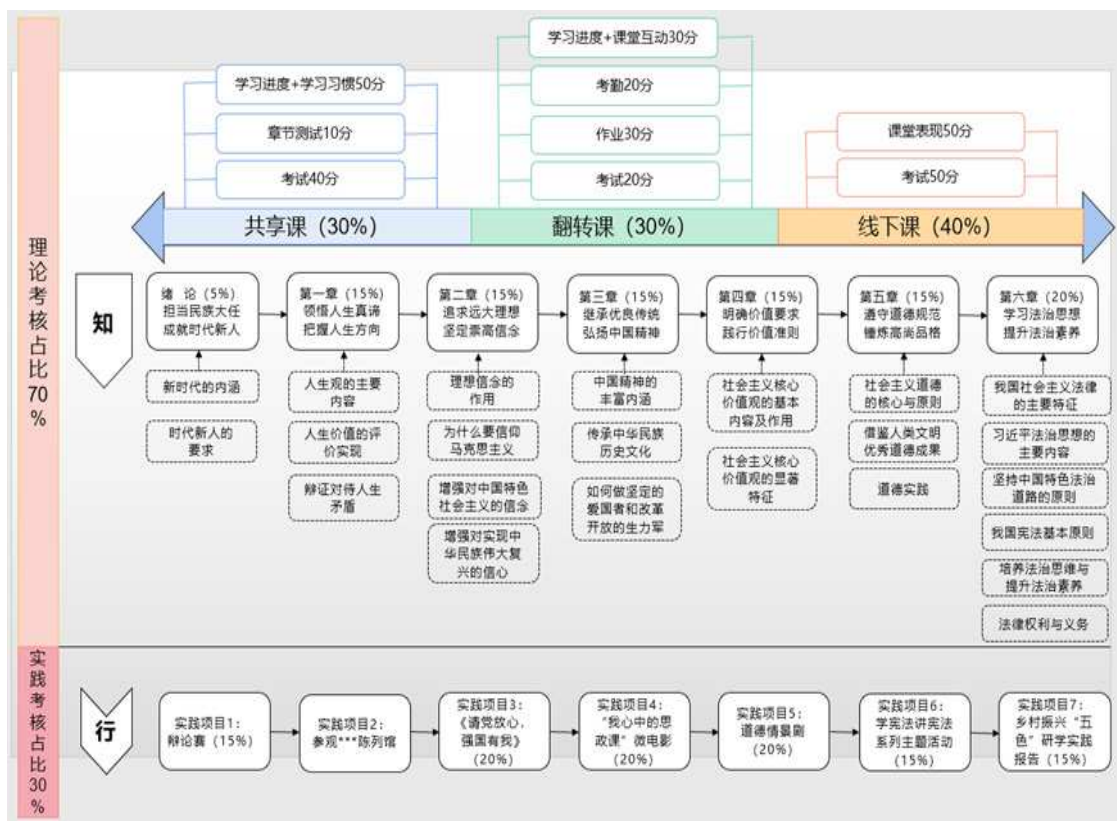 学习进度+学习习惯50分
章节测试10分
考试40分
学习进度+课堂互动30分
考勤20分
作业30分
考试20分
课堂表现50分
考试50分
共享课（30%）
翻转课（30%）
线下课（40%）
理论考核占比70%
知
绪 论（5%）
担当民族大任
成就时代新人
第一章（15%）
领悟人生真谛
把握人生方向
第二章（15%）
追求远大理想
坚定崇高信念
第三章（15%）
继承优良传统
弘扬中国精神
第四章（15%）
明确价值要求
践行价值准则
第五章（15%）
遵守道德规范
锤炼高尚品格
第六章（20%）
学习法治思想
提升法治素养
新时代的内涵
时代新人的
要求
人生观的主要
内容
人生价值的评
价实现
辩证对待人生
矛盾
理想信念的
作用
为什么要信仰
马克思主义
增强对中国特色
社会主义的信念
增强对实现中
华民族伟大复
兴的信心
中国精神的
丰富内涵
传承中华民族
历史文化
如何做坚定的
爱国者和改革
开放的生力军
社会主义核心
价值观的基本
内容及作用
社会主义核心
价值观的显著
特征
社会主义道德
的核心与原则
借鉴人类文明
优秀道德成果
道德实践
我国社会主义法律
的主要特征
习近平法治思想的
主要内容
坚持中国特色法治
道路的原则
我国宪法基本原则
培养法治思维与
提升法治素养
法律权利与义务
实践考核占比30%
行
实践项目1：
辩论赛（15%）
实践项目2：
参观***陈列馆
实践项目3：
《请党放心，
强国有我》
（20%）
实践项目4：
“我心中的思
政课”微电影
（20%）
实践项目5：
道德情景剧
（20%）
实践项目6：
学宪法讲宪法
系列主题活动
（15%）
实践项目7：
乡村振兴“五
色”研学实践
报告（15%）